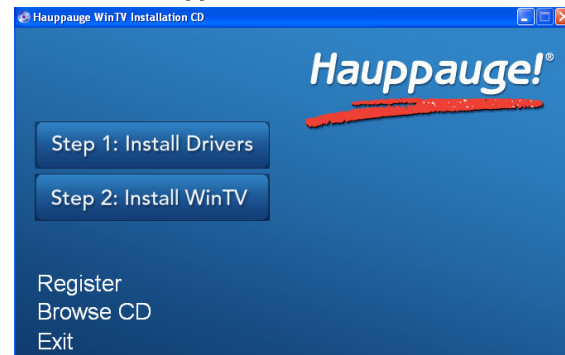 Hauppauge WinTV Installation CD
Hauppauge!®
Step 1: Install Drivers
Step 2: Install WinTV
Register
Browse CD
Exit